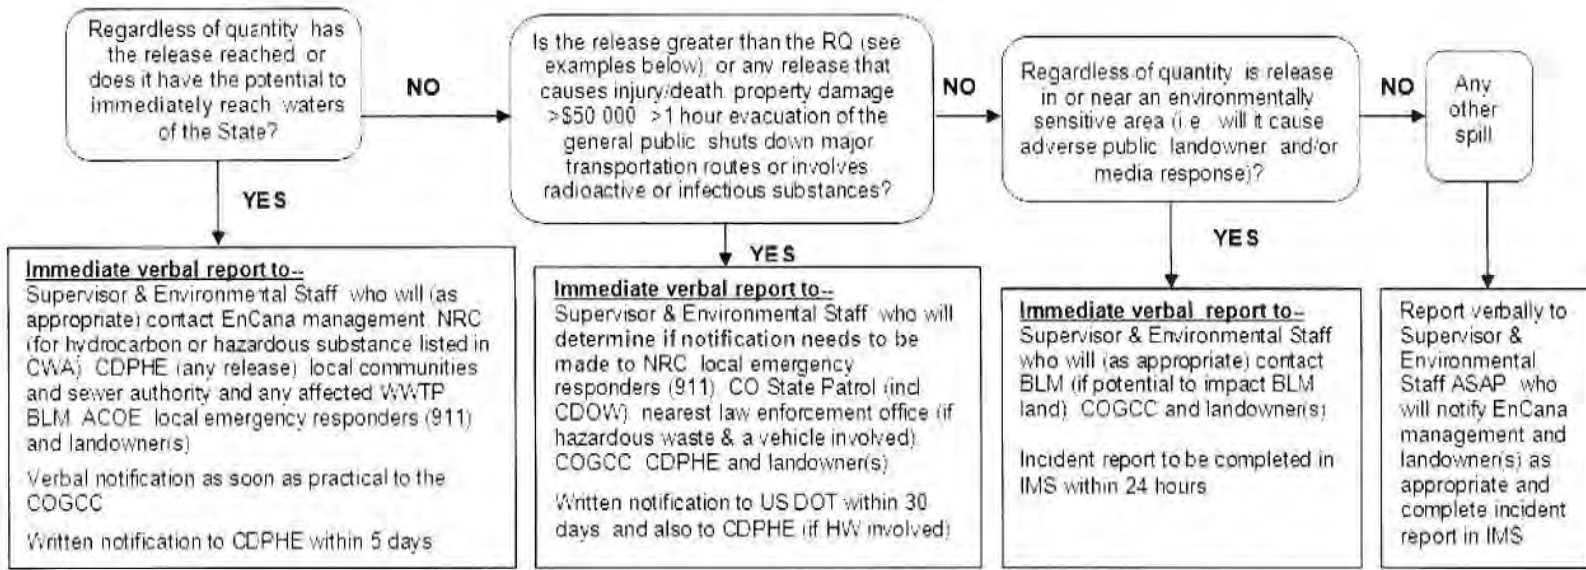 Regardless of quantity has
the release reached or
does it have the potential to
immediately reach waters
of the State?
NO
Is the release greater than the RQ (see
examples below) or any release that
causes injury/death property damage
>$50 000 >1 hour evacuation of the
general public shuts down major
transportation routes or involves
radioactive or infectious substances?
NO
Regardless of quantity is release
in or near an environmentally
sensitive area (i.e. will it cause
adverse public landowner and/or
media response)?
NO
Any
other
spill
YES
YES
YES
Immediate verbal report to--
Supervisor & Environmental Staff who will (as
appropriate) contact EnCana management NRC
(for hydrocarbon or hazardous substance listed in
CWA) CDPHE (any release) local communities
and sewer authority and any affected WWTP
BLM ACOE local emergency responders (911)
and landowner(s)
Verbal notification as soon as practical to the
COGCC
Written notification to CDPHE within 5 days
Immediate verbal report to--
Supervisor & Environmental Staff who will
determine if notification needs to be
made to NRC local emergency
responders (911) CO State Patrol (incl
CDOW) nearest law enforcement office (if
hazardous waste & a vehicle involved)
COGCC CDPHE and landowner(s)
Written notification to US DOT within 30
days and also to CDPHE (if HW involved)
Immediate verbal report to--
Supervisor & Environmental Staff
who will (as appropriate) contact
BLM (if potential to impact BLM
land) COGCC and landowner(s)
Incident report to be completed in
IMS within 24 hours
Report verbally to
Supervisor &
Environmental
Staff ASAP who
will notify EnCana
management and
landowner(s) as
appropriate and
complete incident
report in IMS